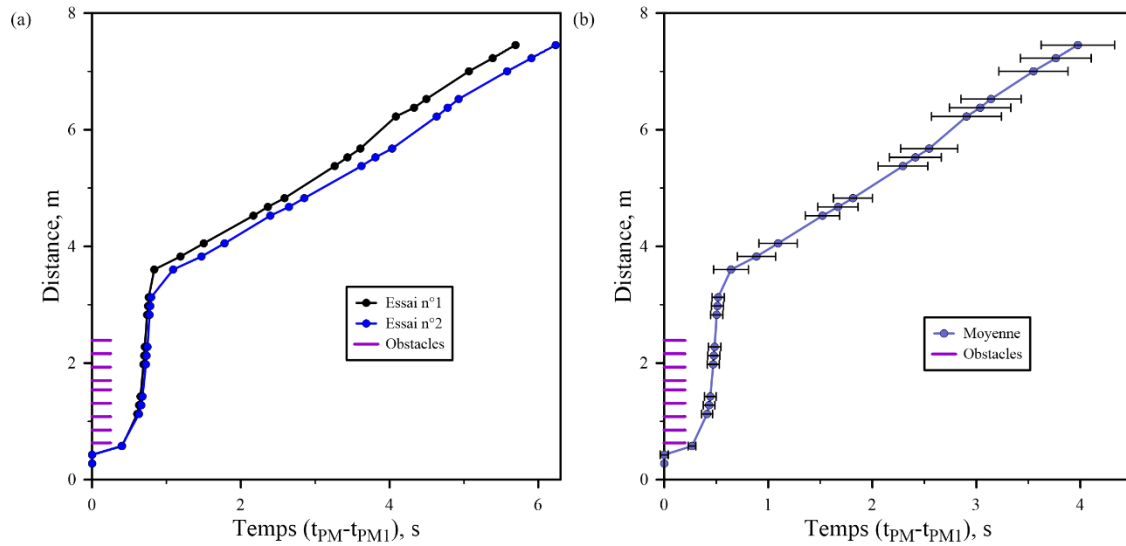 (a)
8
6
4
2
0
Distance, m
Essai n°1
Essai n°2
Obstacles
0 2 4 6
Temps (tPM-tPM1), s
(b)
8
6
4
2
0
Distance, m
Moyenne
Obstacles
0 1 2 3 4
Temps (tPM-tPM1), s